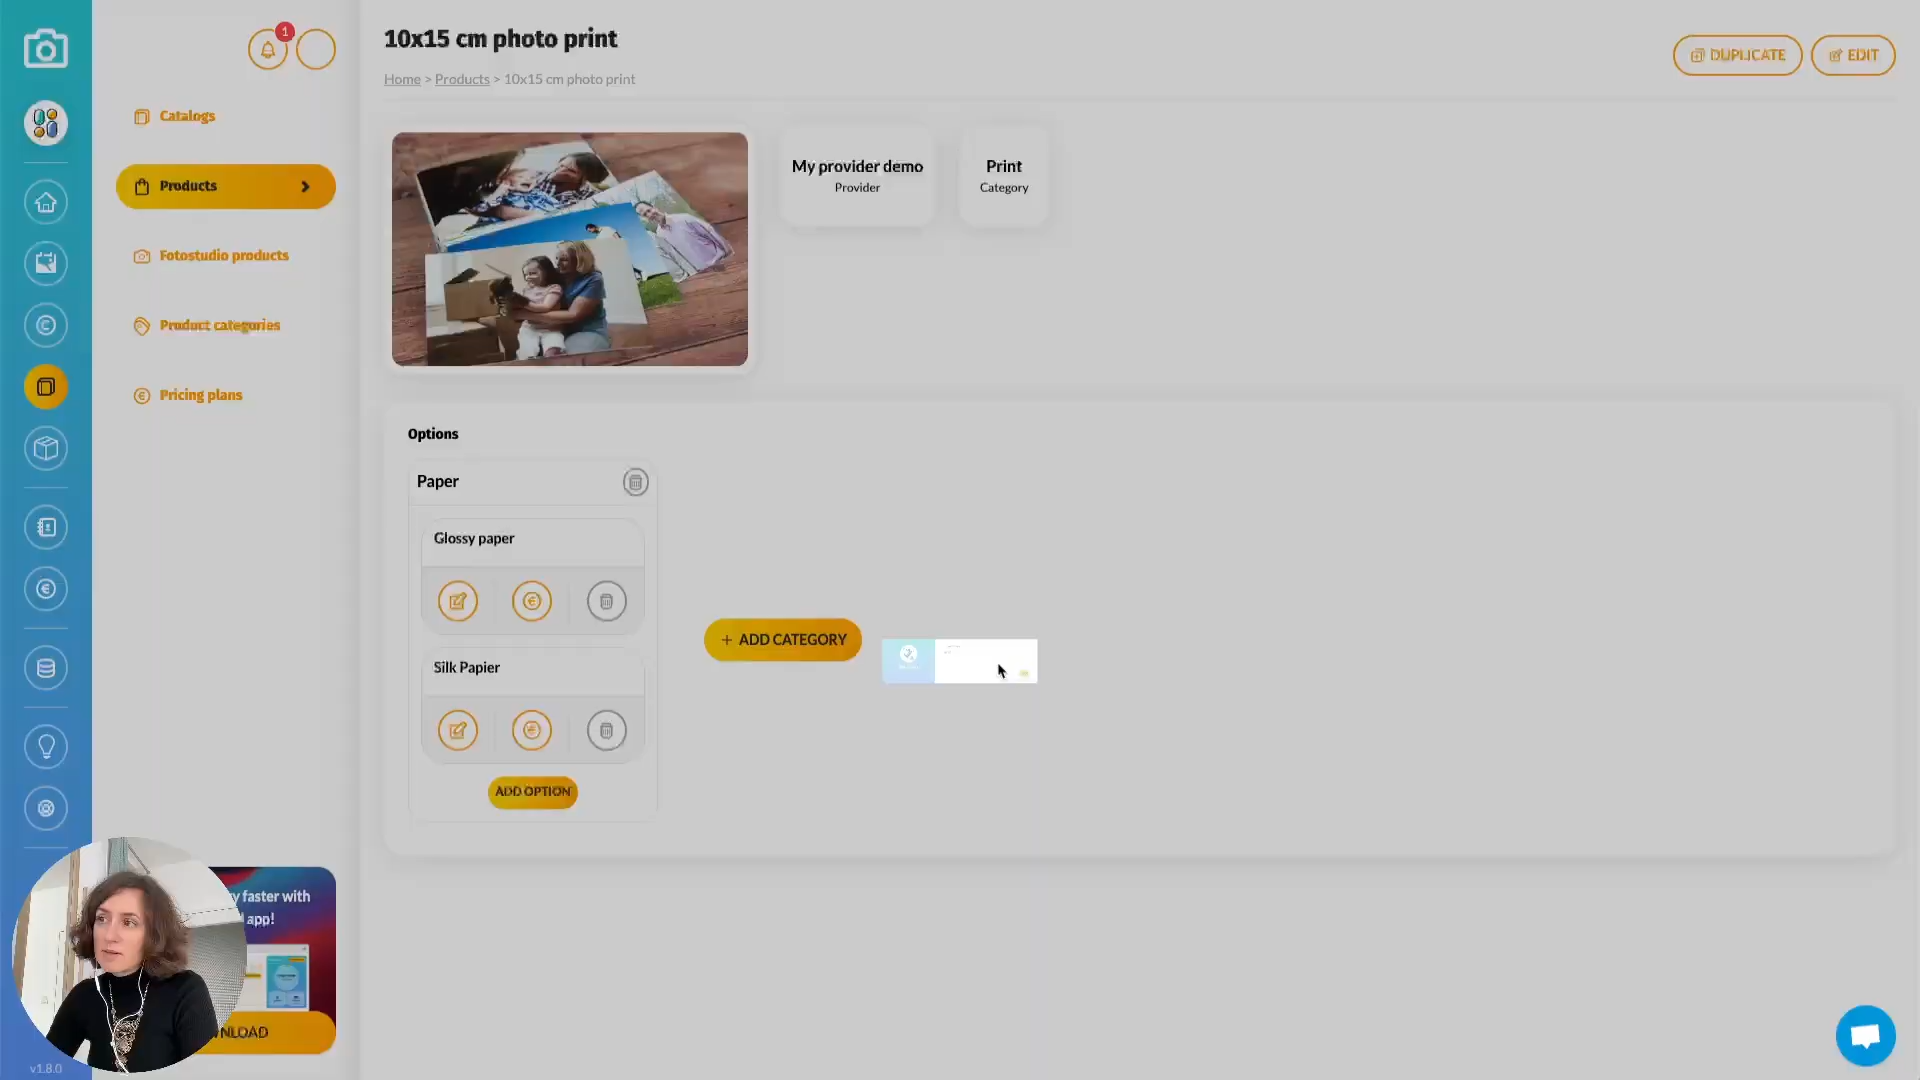 10x15 cm photo print
Home > Products > 10x15 cm photo print
DUPLICATE
EDIT
1
Catalogs
Products
Fotostudio products
Product categories
Pricing plans
My provider demo
Provider
Print
Category
Options
Paper
Glossy paper
Silk Papier
ADD OPTION
+ ADD CATEGORY
faster with
app!
v1.8.0